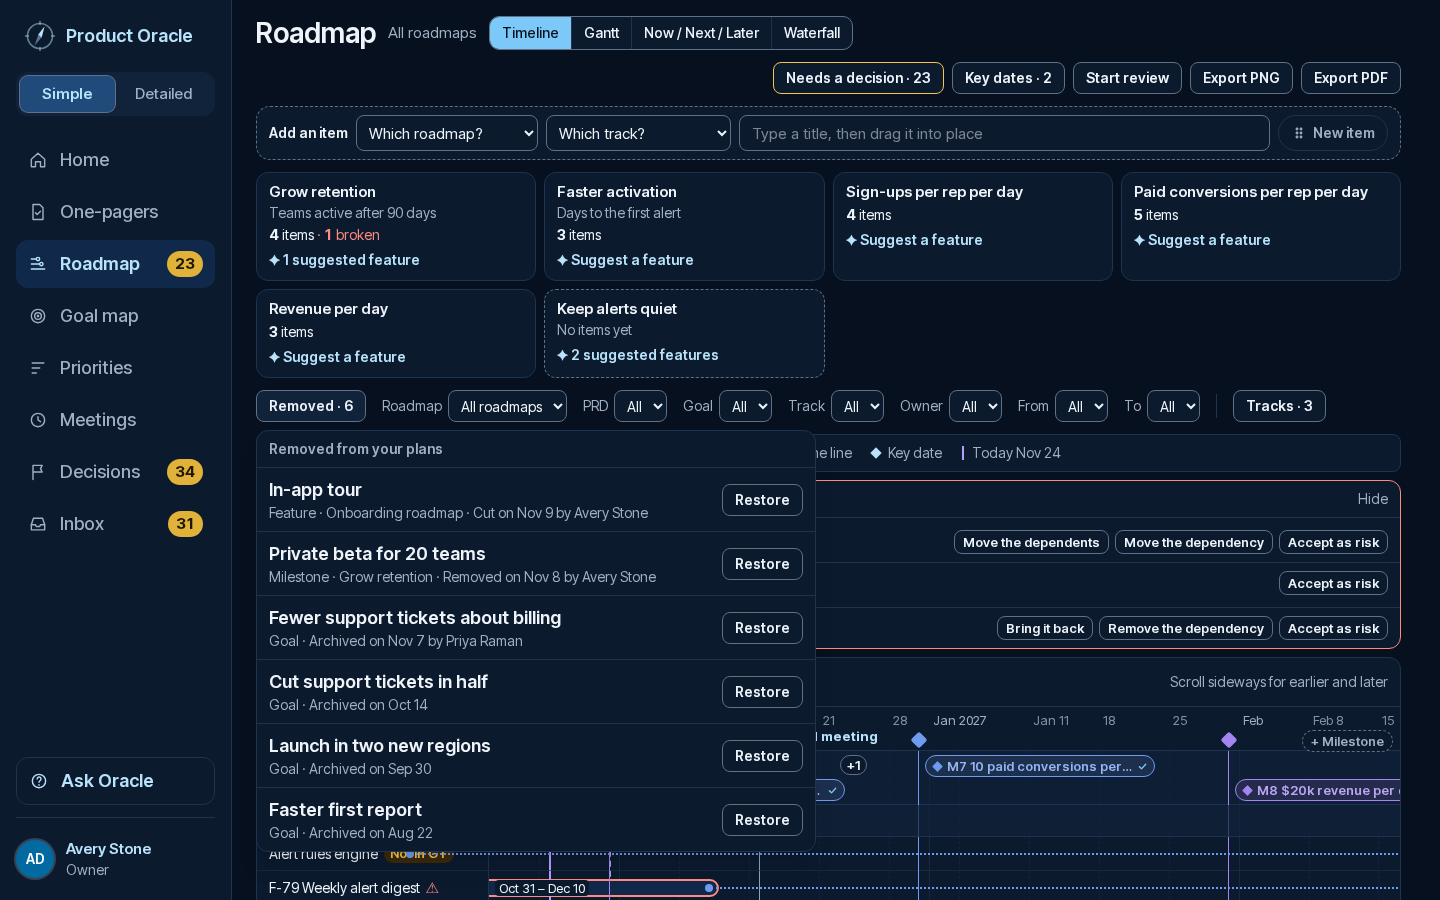 Product Oracle
Simple
Detailed
Home
One-pagers
Roadmap 23
Goal map
Priorities
Meetings
Decisions 34
Inbox 31
Ask Oracle
AD
Avery Stone
Owner
Roadmap All roadmaps Timeline Gantt Now / Next / Later Waterfall
Needs a decision · 23 Key dates · 2 Start review Export PNG Export PDF
Add an item Which roadmap? Which track? Type a title, then drag it into place New item
Grow retention
Teams active after 90 days
4 items · 1 broken
1 suggested feature
Faster activation
Days to the first alert
3 items
Suggest a feature
Sign-ups per rep per day
4 items
Suggest a feature
Paid conversions per rep per day
5 items
Suggest a feature
Revenue per day
3 items
Suggest a feature
Keep alerts quiet
No items yet
2 suggested features
Removed · 6 Roadmap All roadmaps PRD All Goal All Track All Owner All From All To All Tracks · 3
Removed from your plans
In-app tour
Feature · Onboarding roadmap · Cut on Nov 9 by Avery Stone
Restore
Private beta for 20 teams
Milestone · Grow retention · Removed on Nov 8 by Avery Stone
Restore
Fewer support tickets about billing
Goal · Archived on Nov 7 by Priya Raman
Restore
Cut support tickets in half
Goal · Archived on Oct 14
Restore
Launch in two new regions
Goal · Archived on Sep 30
Restore
Faster first report
Goal · Archived on Aug 22
Restore
line Key date Today Nov 24
Hide
Move the dependents Move the dependency Accept as risk
Accept as risk
Bring it back Remove the dependency Accept as risk
Scroll sideways for earlier and later
21 28 Jan 2027 Jan 11 18 25 Feb Feb 8 15
meeting
+ Milestone
+1 M7 10 paid conversions per…
M8 $20k revenue per
Alert rules engine
F-79 Weekly alert digest Oct 31 – Dec 10